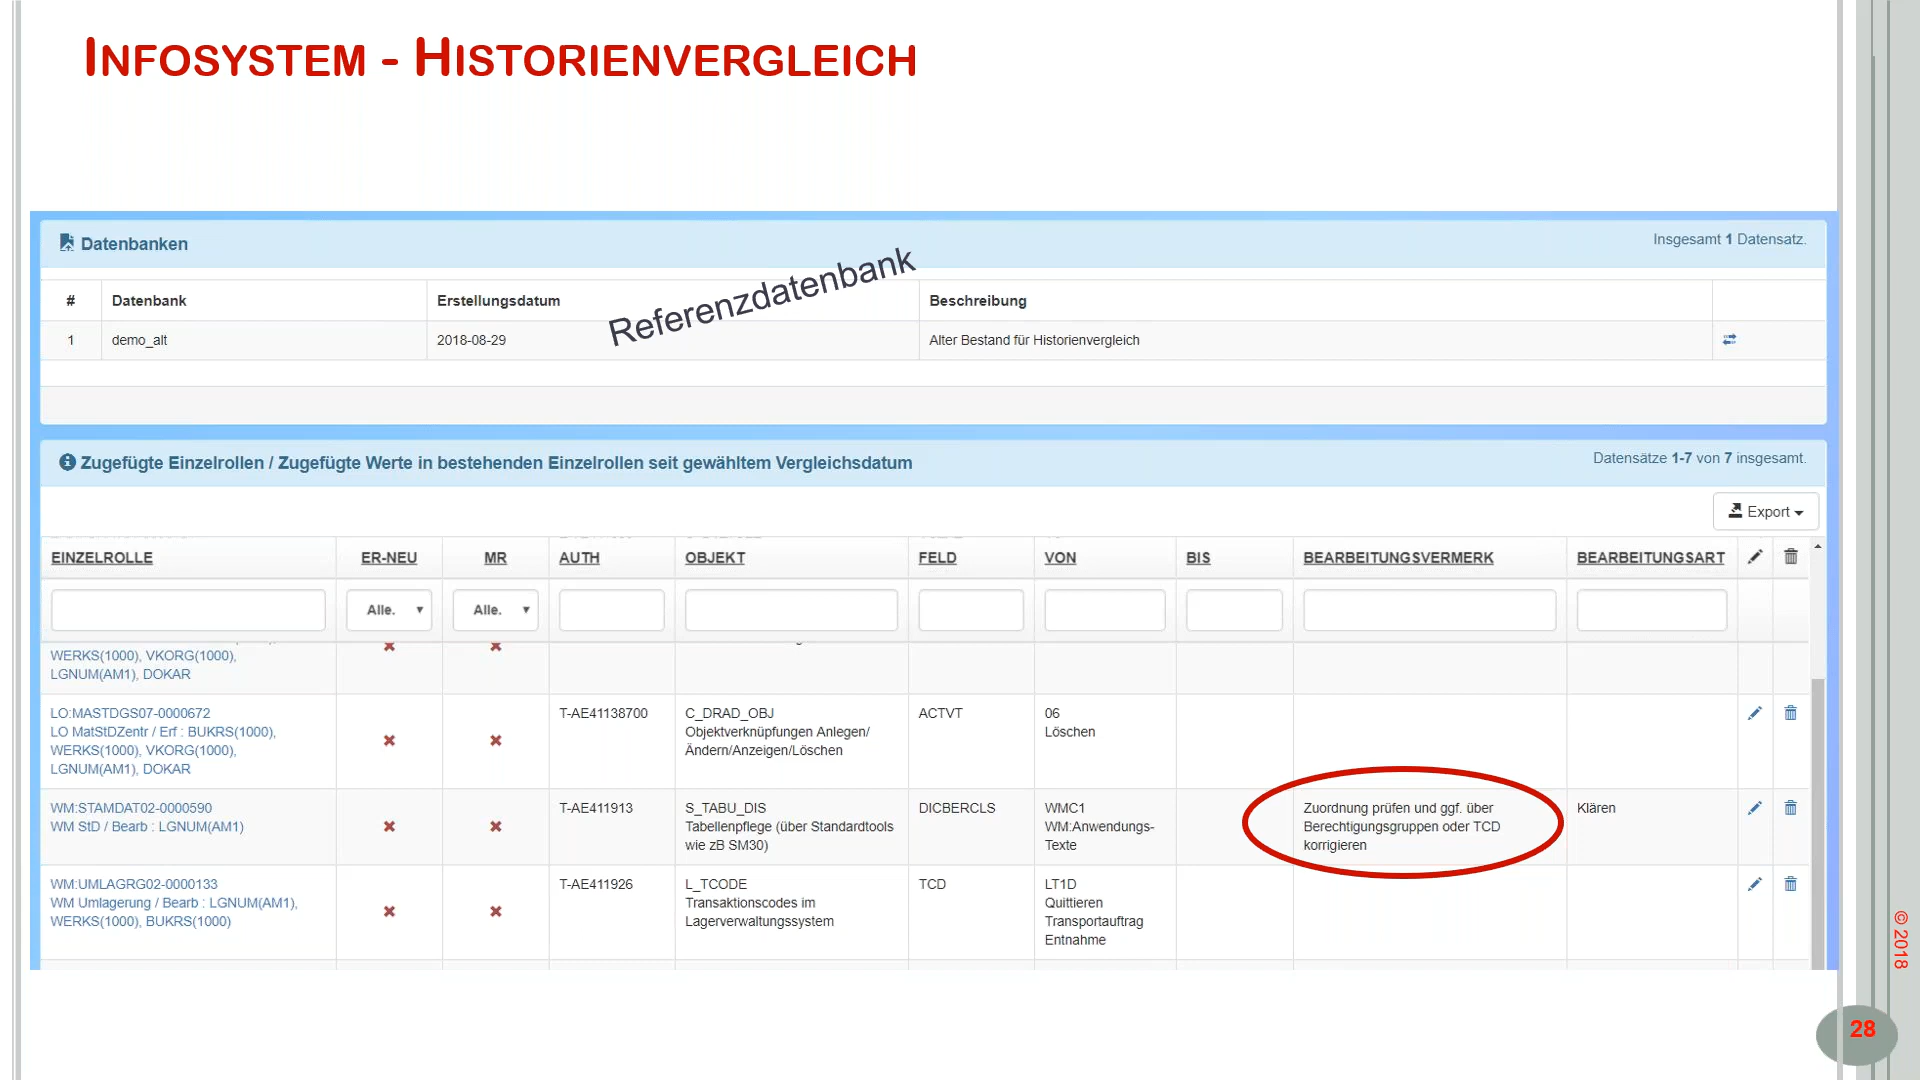 INFOSYSTEM - HISTORIENVERGLEICH
Datenbanken
Insgesamt 1 Datensatz.
# Datenbank Erstellungsdatum Beschreibung
Referenzdatenbank
1 demo_alt 2018-08-29 Alter Bestand für Historienvergleich
Zugefügte Einzelrollen / Zugefügte Werte in bestehenden Einzelrollen seit gewähltem Vergleichsdatum
Datensätze 1-7 von 7 insgesamt.
Export
EINZELROLLE ER-NEU MR AUTH OBJEKT FELD VON BIS BEARBEITUNGSVERMERK BEARBEITUNGSART
Alle. Alle.
WERKS(1000), VKORG(1000),
LGNUM(AM1), DOKAR
LO:MASTDGS07-0000672 T-AE41138700 C_DRAD_OBJ ACTVT 06
LO MatStDZentr / Erf : BUKRS(1000), Objektverknüpfungen Anlegen/ Löschen
WERKS(1000), VKORG(1000), Ändern/Anzeigen/Löschen
LGNUM(AM1), DOKAR
WM:STAMDAT02-0000590 T-AE411913 S_TABU_DIS DICBERCLS WMC1 Zuordnung prüfen und ggf. über Klären
WM StD / Bearb : LGNUM(AM1) Tabellenpflege (über Standardtools WM:Anwendungs- Berechtigungsgruppen oder TCD
wie zB SM30) Texte korrigieren
WM:UMLAGRG02-0000133 T-AE411926 L_TCODE TCD LT1D
WM Umlagerung / Bearb : LGNUM(AM1), Transaktionscodes im Quittieren
WERKS(1000), BUKRS(1000) Lagerverwaltungssystem Transportauftrag
Entnahme
© 2018
28